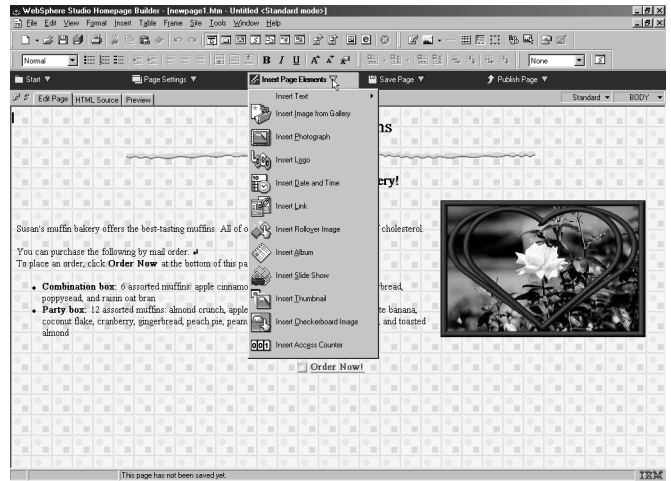 WebSphere Studio Homepage Builder - [newpage1.htm - Untitled <Standard mode>]
File Edit View Format Insert Table Frame Site Tools Window Help
Normal B I U A A None
Start Page Settings Insert Page Elements Save Page Publish Page
Edit Page HTML Source Preview Standard BODY
Insert Text
Insert Image from Gallery
ns
Insert Photograph
Insert Logo
Insert Date and Time ery!
Insert Link
Susan's muffin bakery offers the best-tasting muffins. All of o cholesterol.
Insert Rollover Image
You can purchase the following by mail order.
Insert Album
To place an order, click Order Now at the bottom of this pa
Insert Slide Show
Combination box: 6 assorted muffins: apple cinnamo rbread,
poppysead, and raisin oat bran
Insert Thumbnail
Party box: 12 assorted muffins: almond crunch, apple te banana,
coconut flake, cranberry, gingerbread, peach pie, peanu , and toasted
almond
Insert Checkerboard Image
001 Insert Access Counter
Order Now!
This page has not been saved yet. IBM